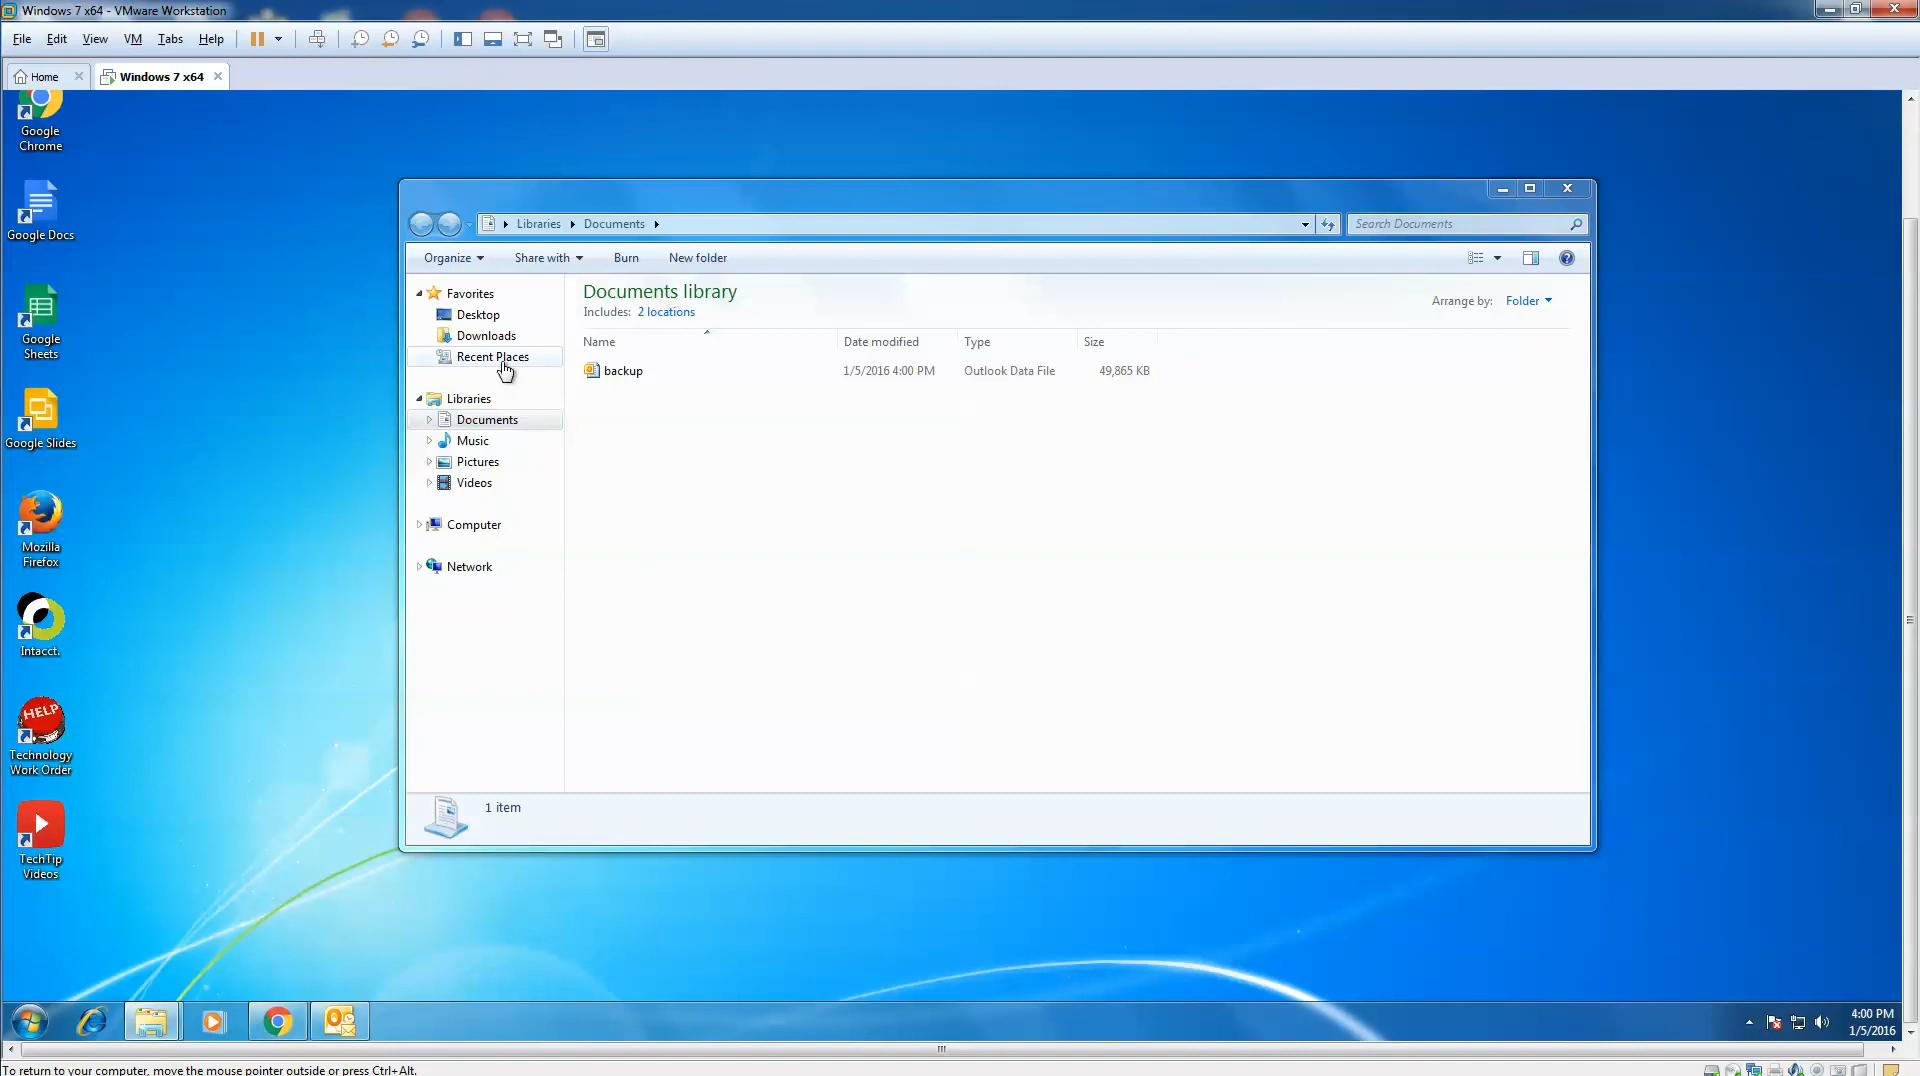 Windows 7 x64 - VMware Workstation
File Edit View VM Tabs Help
Home
Windows 7 x64
Google
Chrome
Google Docs
Google
Sheets
Google Slides
Mozilla
Firefox
Intacct.
HELP
Technology
Work Order
TechTip
Videos
Libraries Documents
Search Documents
Organize Share with Burn New folder
Favorites
Desktop
Downloads
Recent Places
Libraries
Documents
Music
Pictures
Videos
Computer
Network
Documents library
Includes: 2 locations
Arrange by: Folder
Name Date modified Type Size
backup 1/5/2016 4:00 PM Outlook Data File 49,865 KB
1 item
4:00 PM
1/5/2016
To return to your computer, move the mouse pointer outside or press Ctrl+Alt.